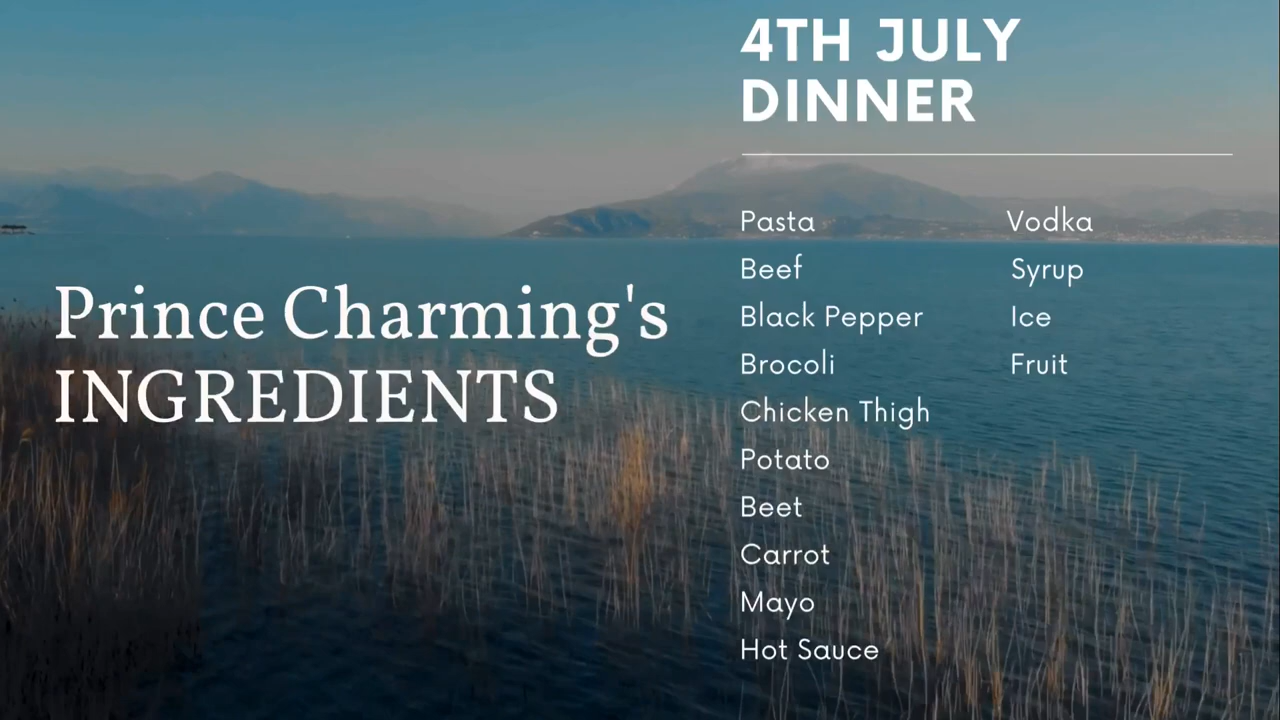 4TH JULY
DINNER
Prince Charming's
INGREDIENTS
Pasta
Beef
Black Pepper
Brocoli
Chicken Thigh
Potato
Beet
Carrot
Mayo
Hot Sauce
Vodka
Syrup
Ice
Fruit